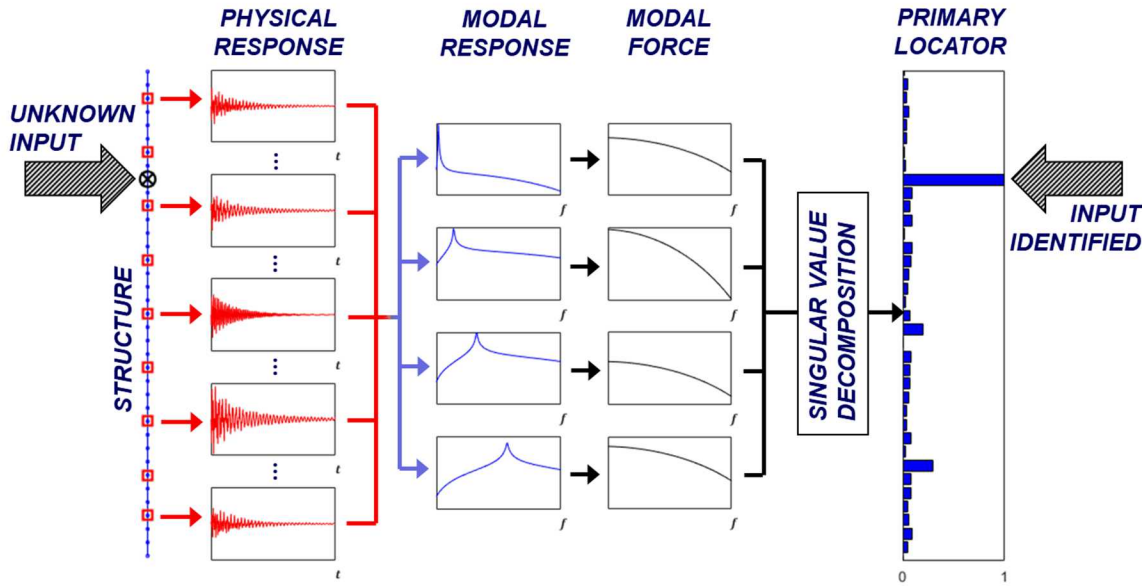 PHYSICAL
RESPONSE
MODAL
RESPONSE
MODAL
FORCE
PRIMARY
LOCATOR
UNKNOWN
INPUT
STRUCTURE
t
t
t
t
t
f
f
f
f
f
f
f
f
SINGULAR VALUE
DECOMPOSITION
INPUT
IDENTIFIED
0 1